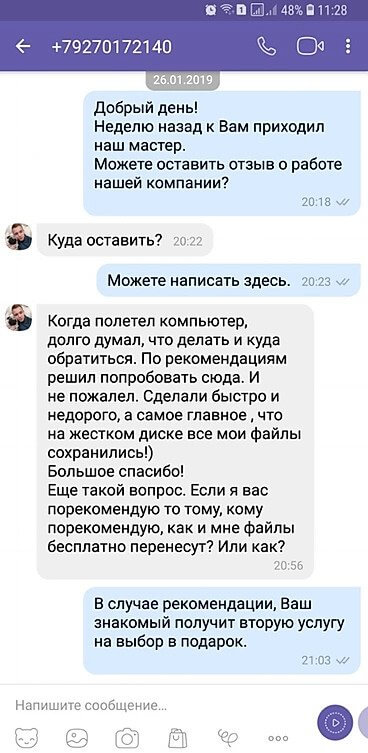 48% 11:28
+79270172140
26.01.2019
Добрый день!
Неделю назад к Вам приходил
наш мастер.
Можете оставить отзыв о работе
нашей компании?
20:18
Куда оставить? 20:22
Можете написать здесь. 20:23
Когда полетел компьютер,
долго думал, что делать и куда
обратиться. По рекомендациям
решил попробовать сюда. И
не пожалел. Сделали быстро и
недорого, а самое главное , что
на жестком диске все мои файлы
сохранились!)
Большое спасибо!
Еще такой вопрос. Если я вас
порекомендую то тому, кому
порекомендую, как и мне файлы
бесплатно перенесут? Или как?
20:56
В случае рекомендации, Ваш
знакомый получит вторую услугу
на выбор в подарок.
21:03
Напишите сообщение...